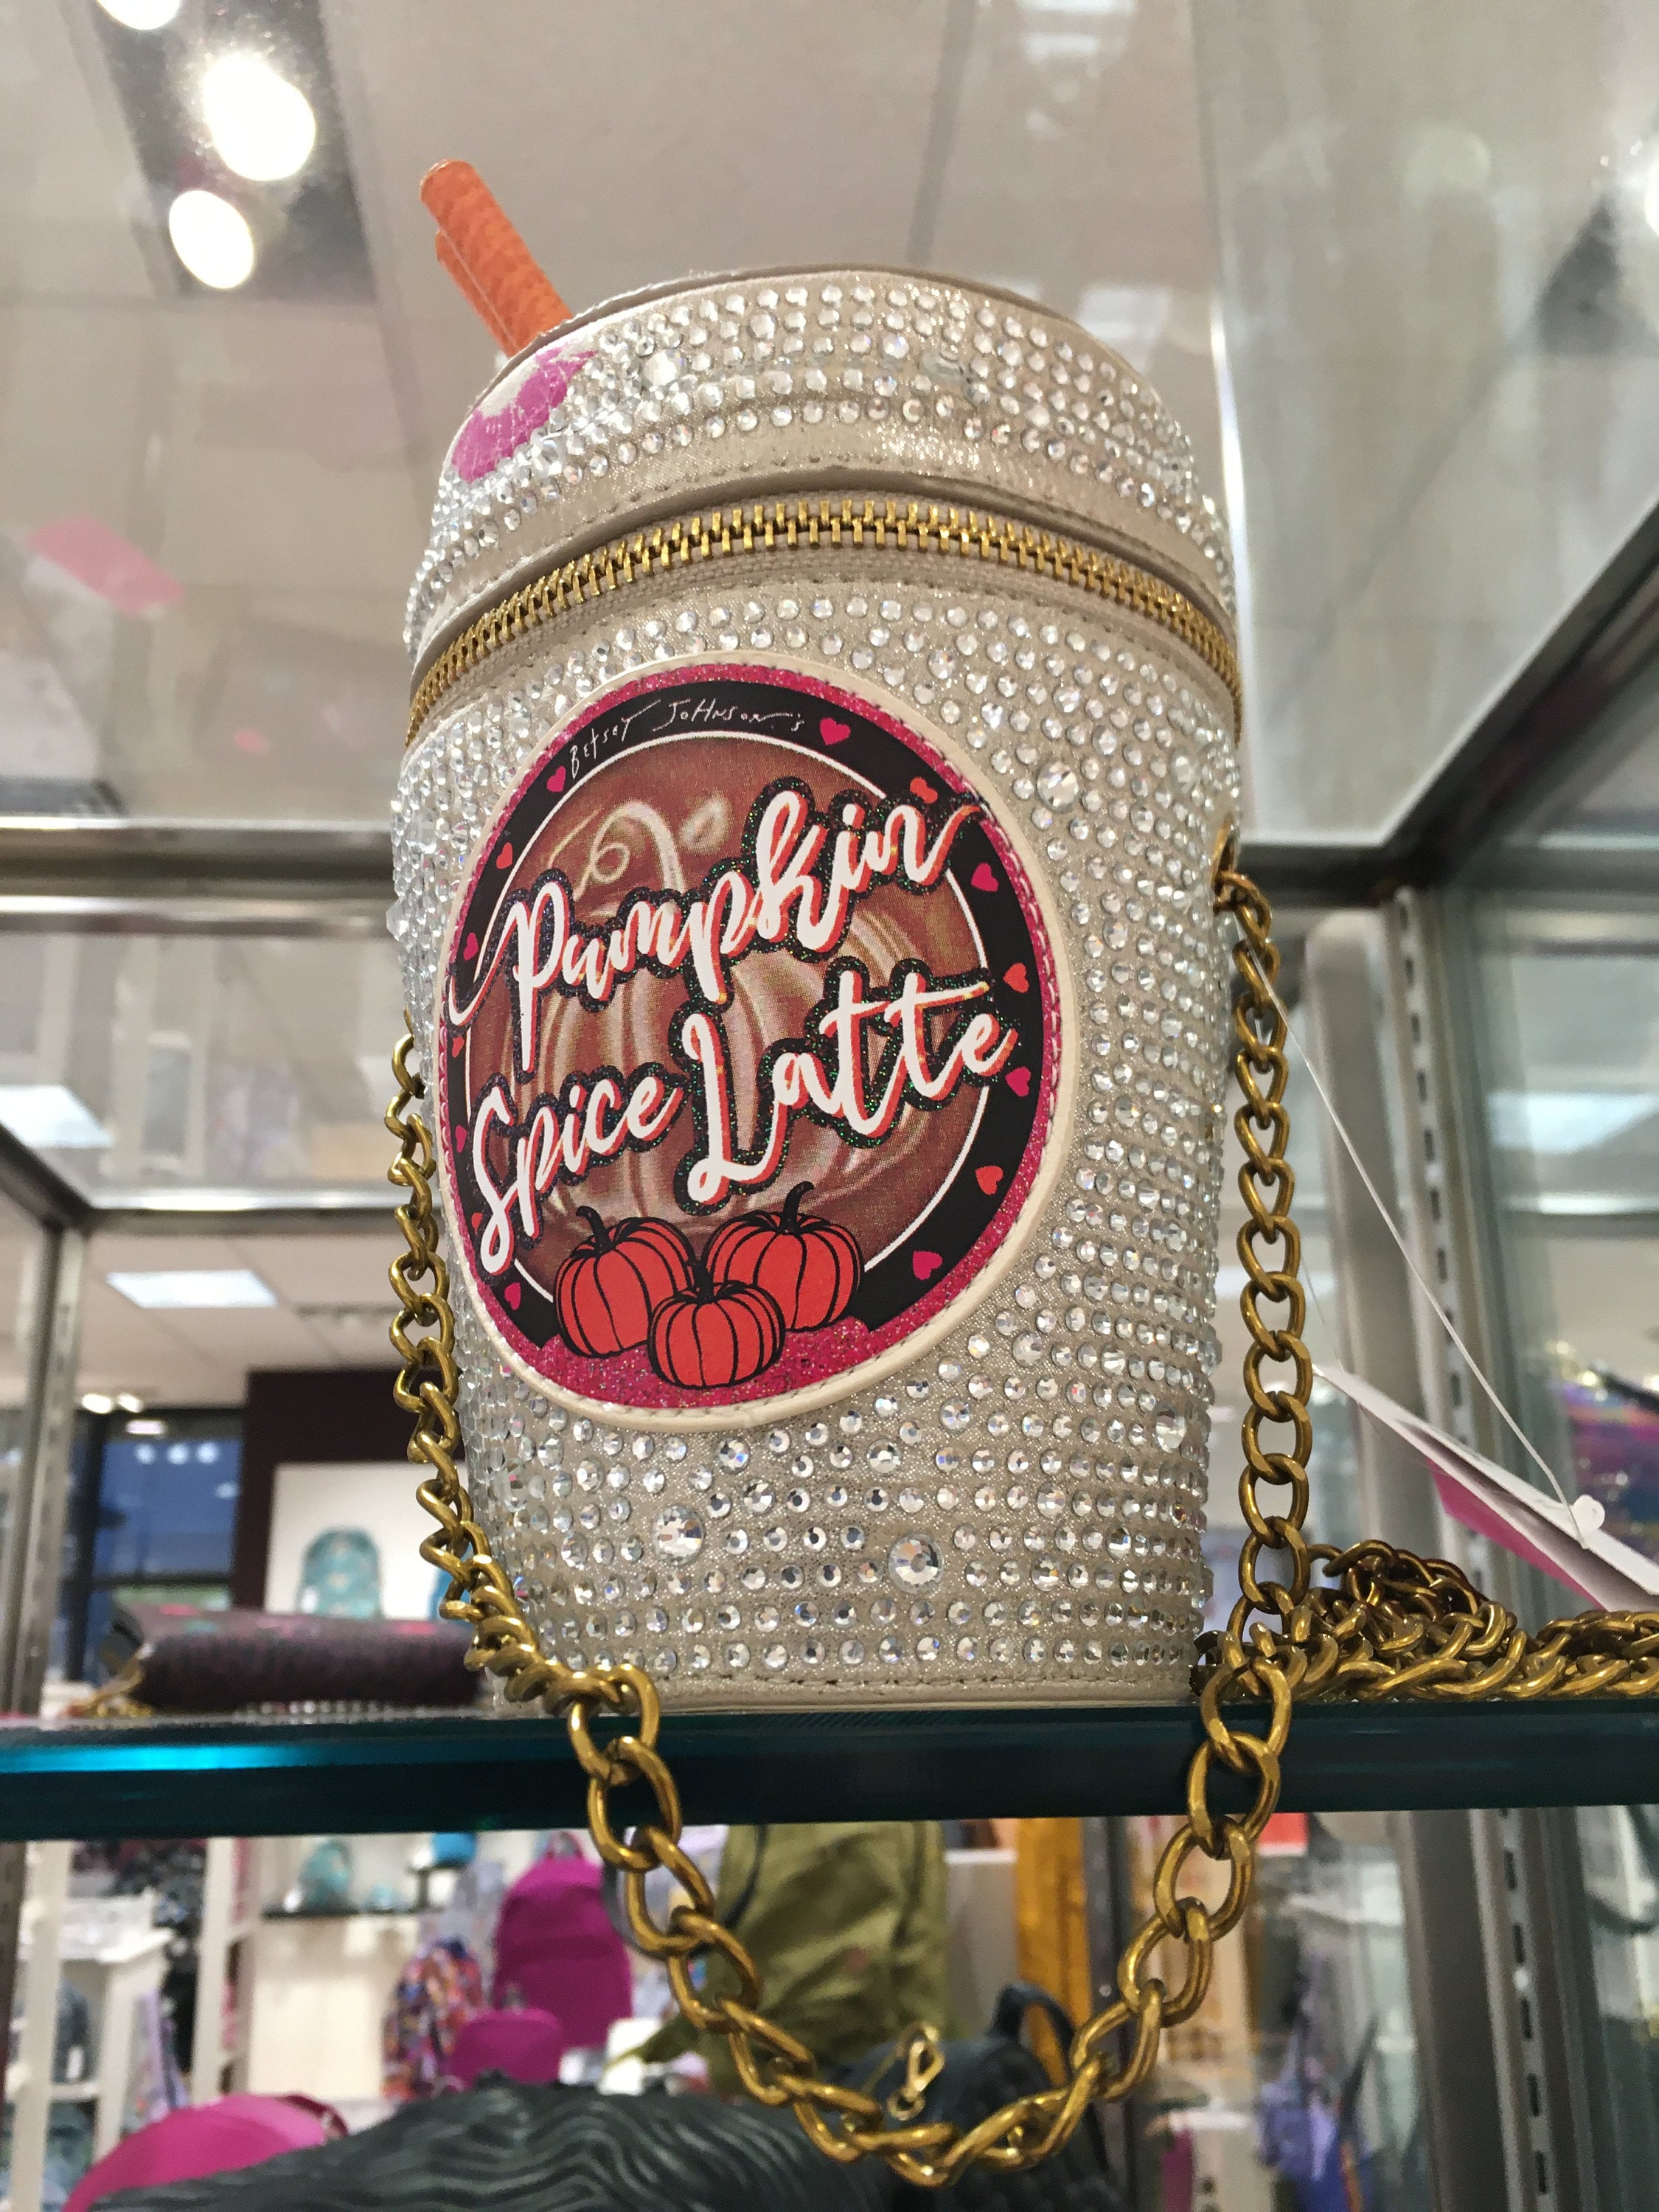 Betsey Johnson's
Pumpkin
Spice Latte